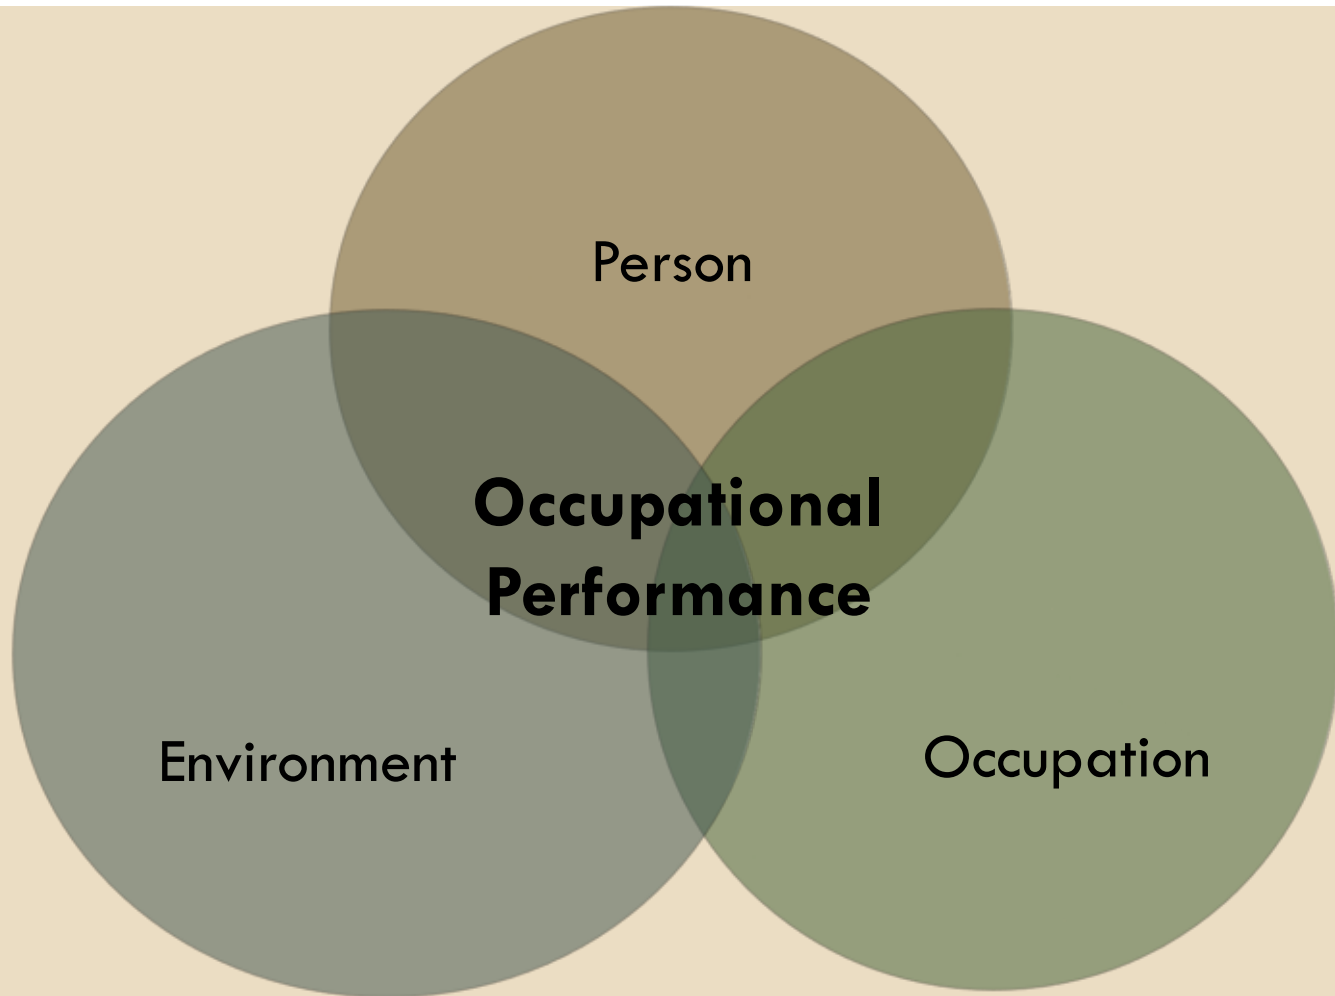 Person
Occupational
Performance
Environment
Occupation